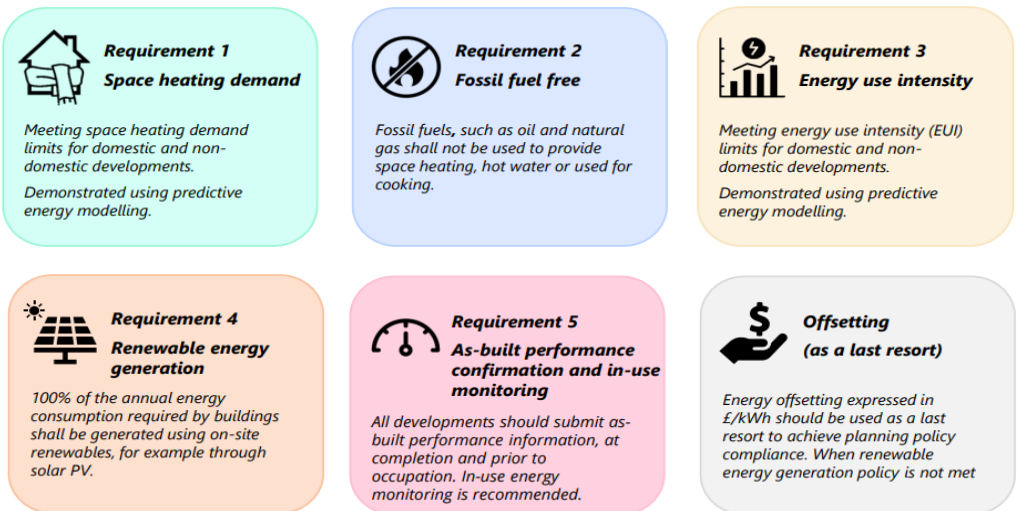 Requirement 1
Space heating demand
Meeting space heating demand
limits for domestic and non-
domestic developments.
Demonstrated using predictive
energy modelling.
Requirement 2
Fossil fuel free
Fossil fuels, such as oil and natural
gas shall not be used to provide
space heating, hot water or used for
cooking.
Requirement 3
Energy use intensity
Meeting energy use intensity (EUI)
limits for domestic and non-
domestic developments.
Demonstrated using predictive
energy modelling.
Requirement 4
Renewable energy
generation
100% of the annual energy
consumption required by buildings
shall be generated using on-site
renewables, for example through
solar PV.
Requirement 5
As-built performance
confirmation and in-use
monitoring
All developments should submit as-
built performance information, at
completion and prior to
occupation. In-use energy
monitoring is recommended.
$
Offsetting
(as a last resort)
Energy offsetting expressed in
£/kWh should be used as a last
resort to achieve planning policy
compliance. When renewable
energy generation policy is not met